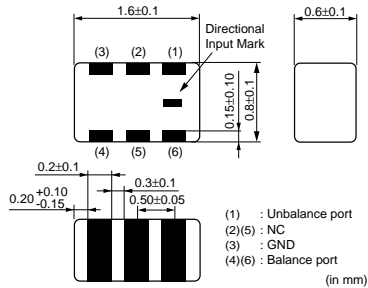 1.6±0.1
0.6±0.1
Directional
Input Mark
(3) (2) (1)
0.15±0.10
0.8±0.1
(4) (5) (6)
0.2±0.1
0.3±0.1
0.20 +0.10
-0.15
0.50±0.05
(1) : Unbalance port
(2)(5) : NC
(3) : GND
(4)(6) : Balance port
(in mm)